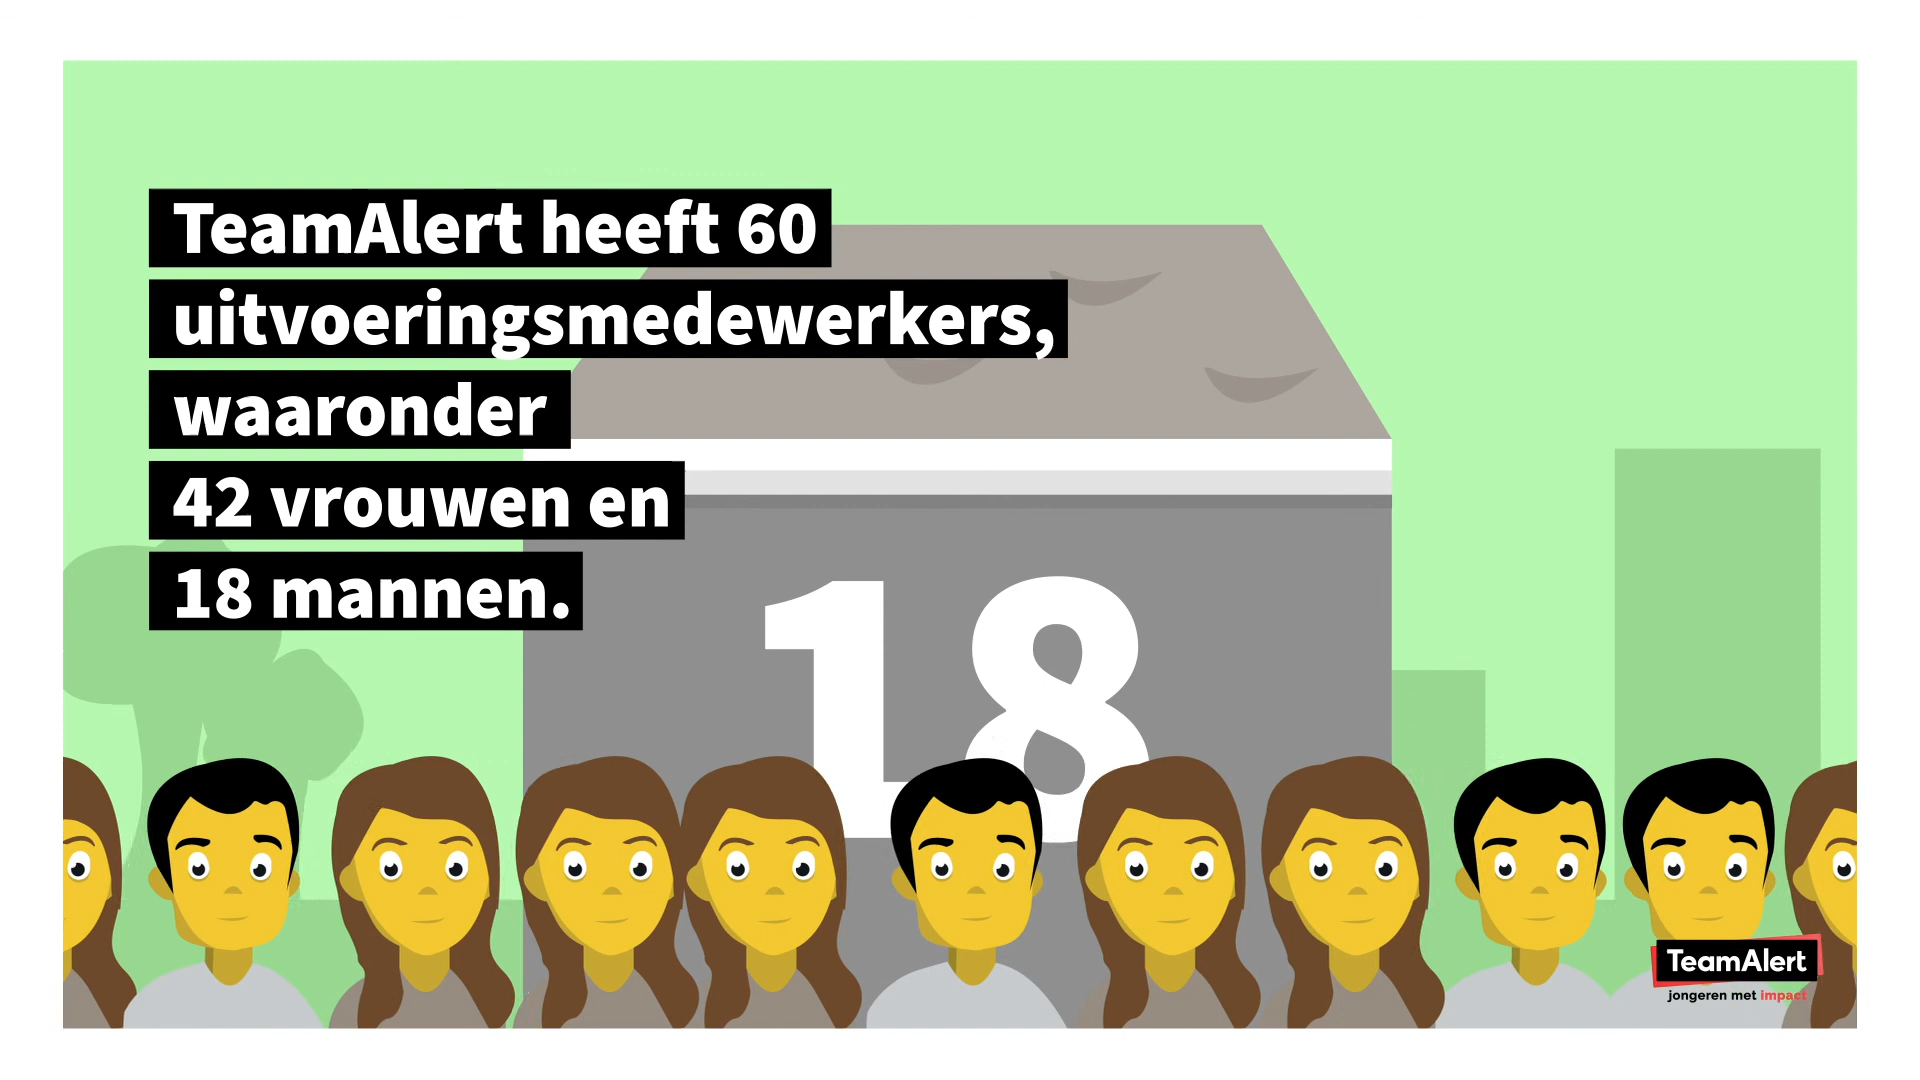 TeamAlert heeft 60
uitvoeringsmedewerkers,
waaronder
42 vrouwen en
18 mannen.
18
TeamAlert
jongeren met impact